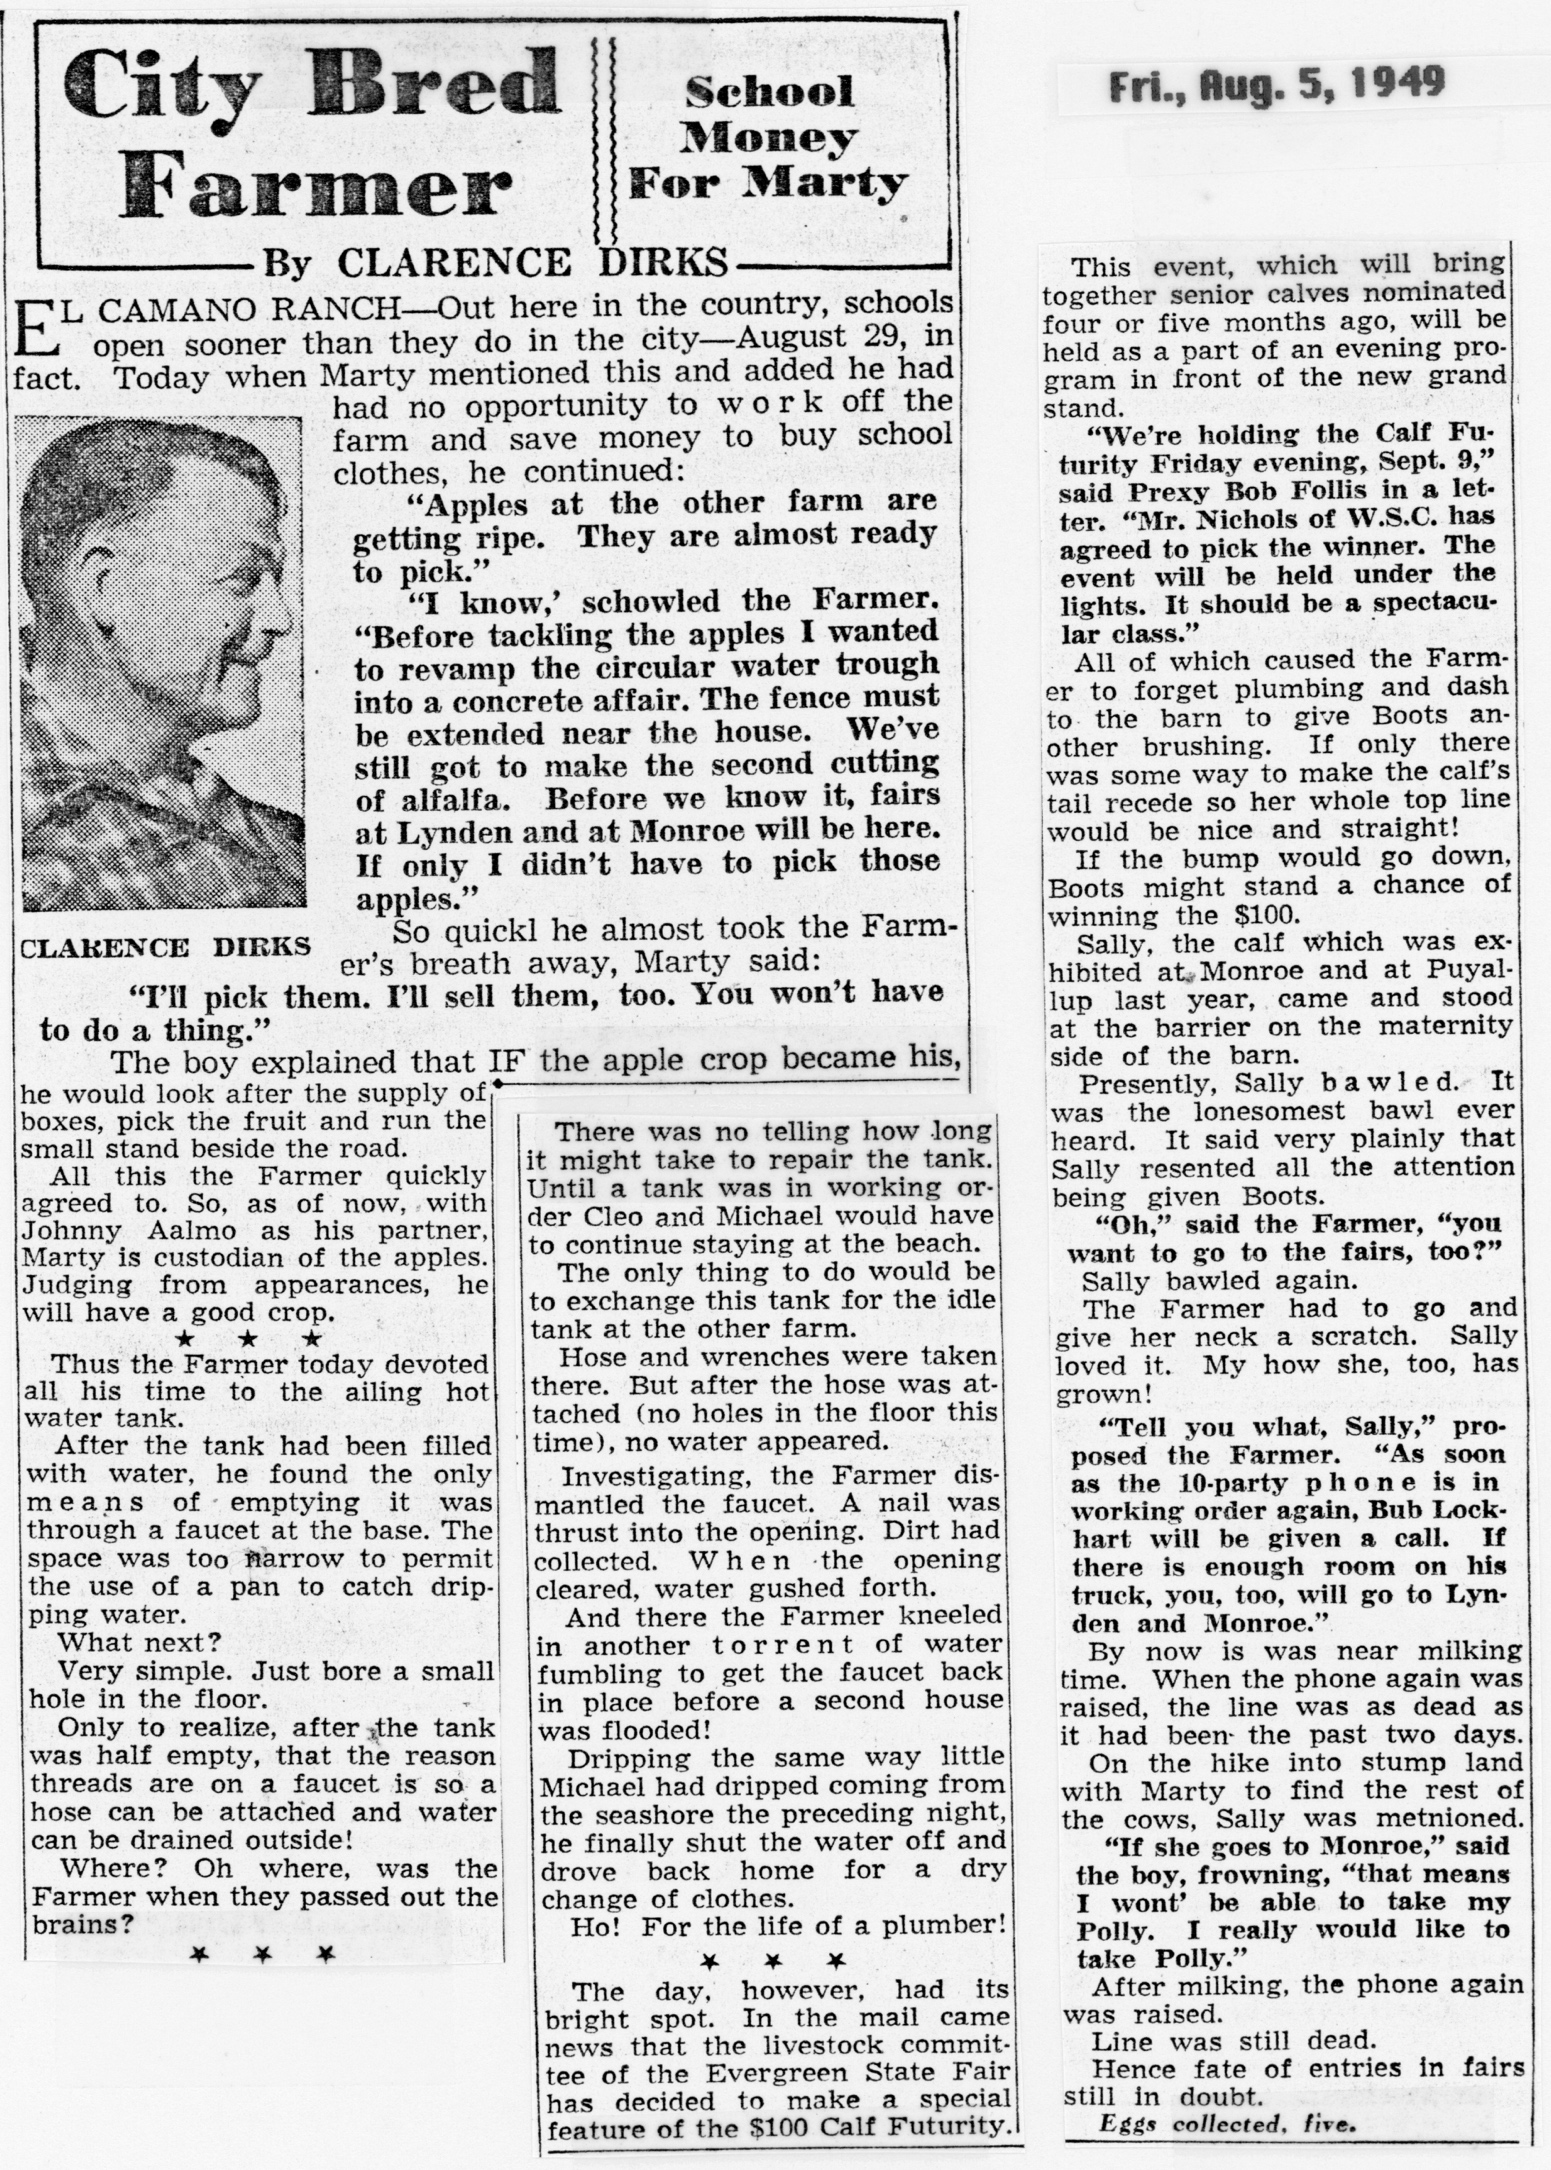 City Bred
Farmer
School
Money
For Marty
By CLARENCE DIRKS
Fri., Aug. 5, 1949
EL CAMANO RANCH—Out here in the country, schools
open sooner than they do in the city—August 29, in
fact. Today when Marty mentioned this and added he had
had no opportunity to work off the
farm and save money to buy school
clothes, he continued:
"Apples at the other farm are
getting ripe. They are almost ready
to pick."
"I know,' schowled the Farmer.
"Before tackling the apples I wanted
to revamp the circular water trough
into a concrete affair. The fence must
be extended near the house. We've
still got to make the second cutting
of alfalfa. Before we know it, fairs
at Lynden and at Monroe will be here.
If only I didn't have to pick those
apples."
CLARENCE DIRKS
So quickl he almost took the Farm-
er's breath away, Marty said:
"I'll pick them. I'll sell them, too. You won't have
to do a thing."
The boy explained that IF the apple crop became his,
he would look after the supply of
boxes, pick the fruit and run the
small stand beside the road.
All this the Farmer quickly
agreed to. So, as of now, with
Johnny Aalmo as his partner,
Marty is custodian of the apples.
Judging from appearances, he
will have a good crop.
★ ★ ★
Thus the Farmer today devoted
all his time to the ailing hot
water tank.
After the tank had been filled
with water, he found the only
means of emptying it was
through a faucet at the base. The
space was too narrow to permit
the use of a pan to catch drip-
ping water.
What next?
Very simple. Just bore a small
hole in the floor.
Only to realize, after the tank
was half empty, that the reason
threads are on a faucet is so a
hose can be attached and water
can be drained outside!
Where? Oh where, was the
Farmer when they passed out the
brains?
★ ★ ★
There was no telling how long
it might take to repair the tank.
Until a tank was in working or-
der Cleo and Michael would have
to continue staying at the beach.
The only thing to do would be
to exchange this tank for the idle
tank at the other farm.
Hose and wrenches were taken
there. But after the hose was at-
tached (no holes in the floor this
time), no water appeared.
Investigating, the Farmer dis-
mantled the faucet. A nail was
thrust into the opening. Dirt had
collected. When the opening
cleared, water gushed forth.
And there the Farmer kneeled
in another torrent of water
fumbling to get the faucet back
in place before a second house
was flooded!
Dripping the same way little
Michael had dripped coming from
the seashore the preceding night,
he finally shut the water off and
drove back home for a dry
change of clothes.
Ho! For the life of a plumber!
★ ★ ★
The day, however, had its
bright spot. In the mail came
news that the livestock commit-
tee of the Evergreen State Fair
has decided to make a special
feature of the $100 Calf Futurity.
This event, which will bring
together senior calves nominated
four or five months ago, will be
held as a part of an evening pro-
gram in front of the new grand
stand.
"We're holding the Calf Fu-
turity Friday evening, Sept. 9,"
said Prexy Bob Follis in a let-
ter. "Mr. Nichols of W.S.C. has
agreed to pick the winner. The
event will be held under the
lights. It should be a spectacu-
lar class."
All of which caused the Farm-
er to forget plumbing and dash
to the barn to give Boots an-
other brushing. If only there
was some way to make the calf's
tail recede so her whole top line
would be nice and straight!
If the bump would go down,
Boots might stand a chance of
winning the $100.
Sally, the calf which was ex-
hibited at Monroe and at Puyal-
lup last year, came and stood
at the barrier on the maternity
side of the barn.
Presently, Sally bawled. It
was the lonesomest bawl ever
heard. It said very plainly that
Sally resented all the attention
being given Boots.
"Oh," said the Farmer, "you
want to go to the fairs, too?"
Sally bawled again.
The Farmer had to go and
give her neck a scratch. Sally
loved it. My how she, too, has
grown!
"Tell you what, Sally," pro-
posed the Farmer. "As soon
as the 10-party phone is in
working order again, Bub Lock-
hart will be given a call. If
there is enough room on his
truck, you, too, will go to Lyn-
den and Monroe."
By now is was near milking
time. When the phone again was
raised, the line was as dead as
it had been the past two days.
On the hike into stump land
with Marty to find the rest of
the cows, Sally was metnioned.
"If she goes to Monroe," said
the boy, frowning, "that means
I wont' be able to take my
Polly. I really would like to
take Polly."
After milking, the phone again
was raised.
Line was still dead.
Hence fate of entries in fairs
still in doubt.
Eggs collected, five.